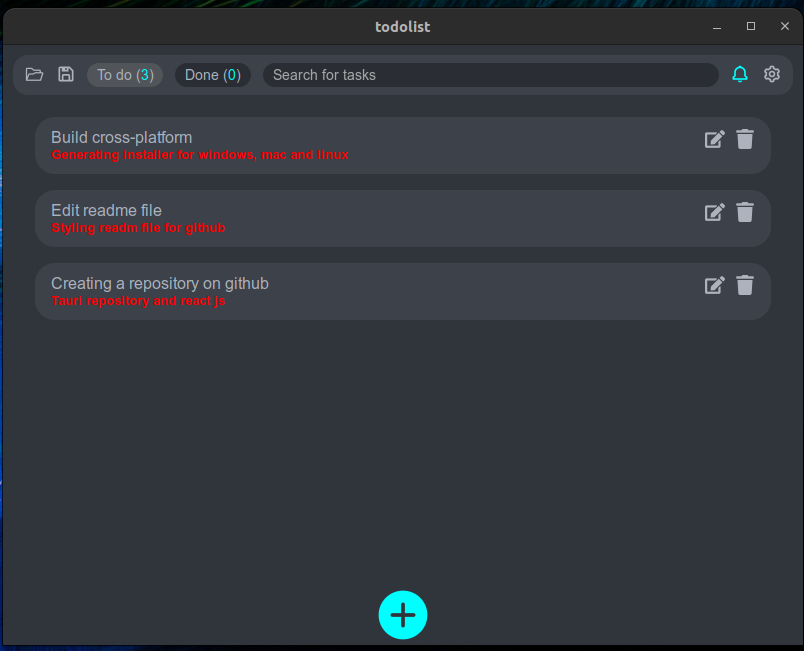 todolist
To do (3) Done (0) Search for tasks
Build cross-platform
Generating installer for windows, mac and linux
Edit readme file
Styling readm file for github
Creating a repository on github
Tauri repository and react js